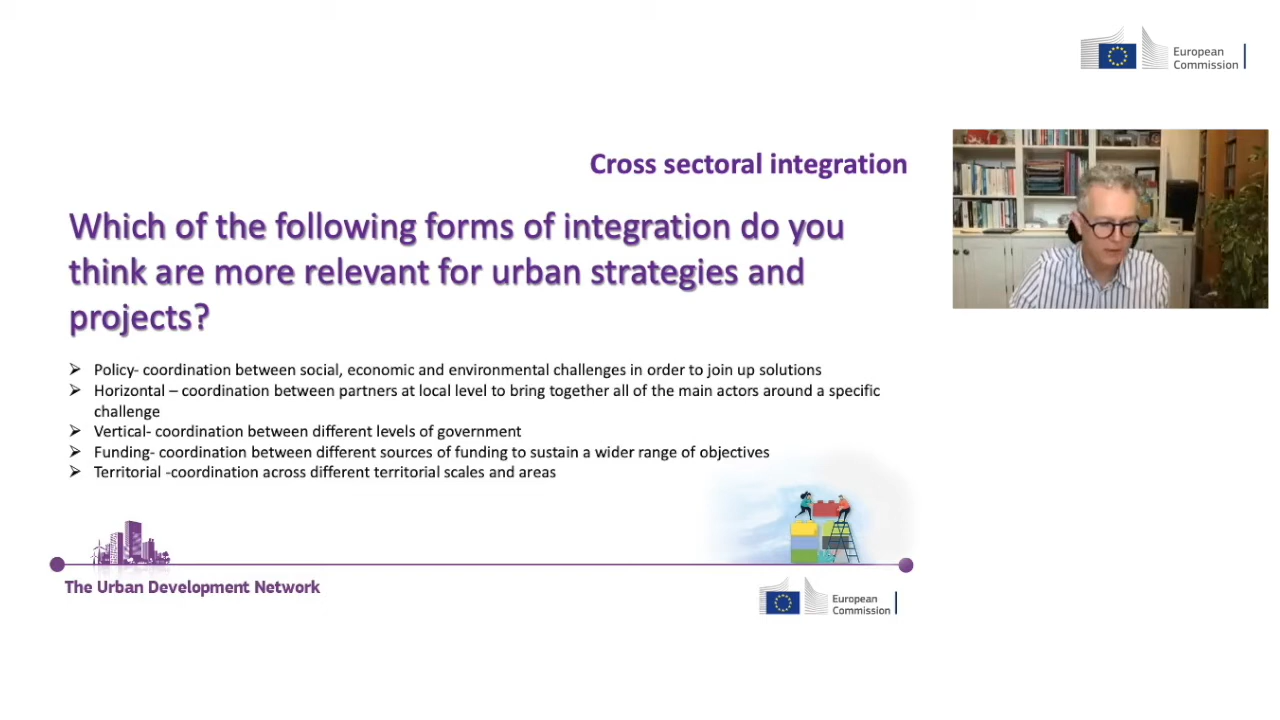 European
Commission
Cross sectoral integration
Which of the following forms of integration do you
think are more relevant for urban strategies and
projects?
Policy- coordination between social, economic and environmental challenges in order to join up solutions
Horizontal – coordination between partners at local level to bring together all of the main actors around a specific
challenge
Vertical- coordination between different levels of government
Funding- coordination between different sources of funding to sustain a wider range of objectives
Territorial -coordination across different territorial scales and areas
The Urban Development Network
European
Commission